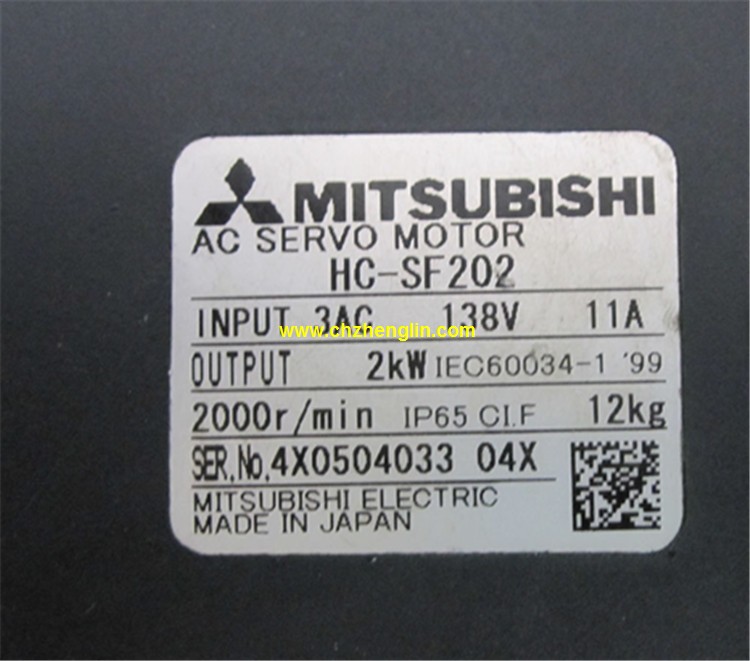 MITSUBISHI
AC SERVO MOTOR
HC-SF202
INPUT 3AC 138V 11A
www.chzhenglin.com
OUTPUT 2kW IEC60034-1 '99
2000r/min IP65 CI.F 12kg
SER.No.4X0504033 04X
MITSUBISHI ELECTRIC
MADE IN JAPAN